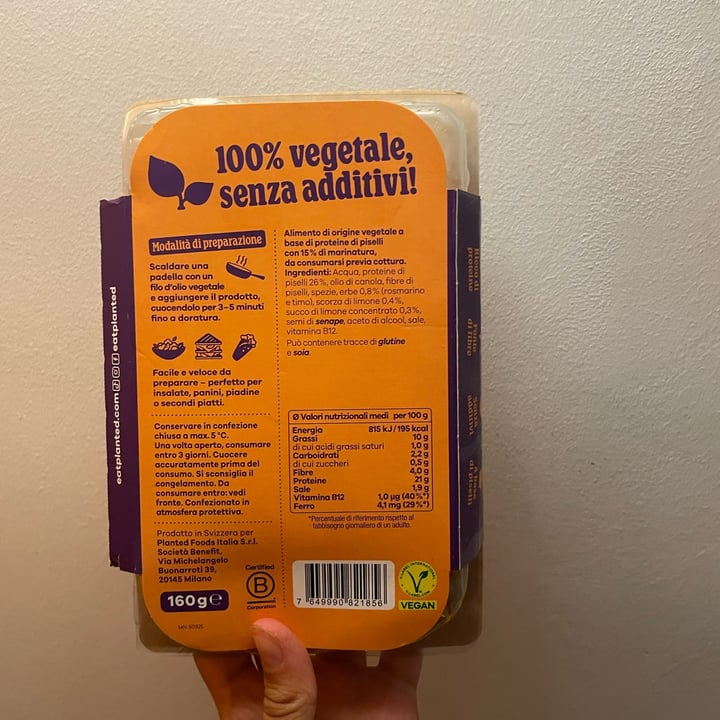 100% vegetale,
senza additivi!
Modalità di preparazione
Scaldare una
padella con un
filo d'olio vegetale
e aggiungere il prodotto,
cuocendolo per 3–5 minuti
fino a doratura.
Facile e veloce da
preparare – perfetto per
insalate, panini, piadine
o secondi piatti.
Conservare in confezione
chiusa a max. 5 °C.
Una volta aperto, consumare
entro 3 giorni. Cuocere
accuratamente prima del
consumo. Si sconsiglia il
congelamento. Da
consumare entro: vedi
fronte. Confezionato in
atmosfera protettiva.
Prodotto in Svizzera per
Planted Foods Italia S.r.l.
Società Benefit,
Via Michelangelo
Buonarroti 39,
20145 Milano
160g e
Certified
B
Corporation
Alimento di origine vegetale a
base di proteine di piselli
con 15% di marinatura,
da consumarsi previa cottura.
Ingredienti: Acqua, proteine di
piselli 26%, olio di canola, fibre di
piselli, spezie, erbe 0,8% (rosmarino
e timo), scorza di limone 0,4%,
succo di limone concentrato 0,3%,
semi di senape, aceto di alcool, sale,
vitamina B12.
Può contenere tracce di glutine
e soia.
Ø Valori nutrizionali medi per 100 g
Energia 815 kJ / 195 kcal
Grassi 10 g
di cui acidi grassi saturi 1,0 g
Carboidrati 2,2 g
di cui zuccheri 0,5 g
Fibre 4,0 g
Proteine 21 g
Sale 1,9 g
Vitamina B12 1,0 µg (40%*)
Ferro 4,1 mg (29%*)
*Percentuale di riferimento rispetto al
fabbisogno giornaliero di un adulto.
7 649990 821856
V
VEGAN
eatplanted.com eatplanted
Ricco di
proteine
Fonte
di fibre
Senza
additivi
di piselli